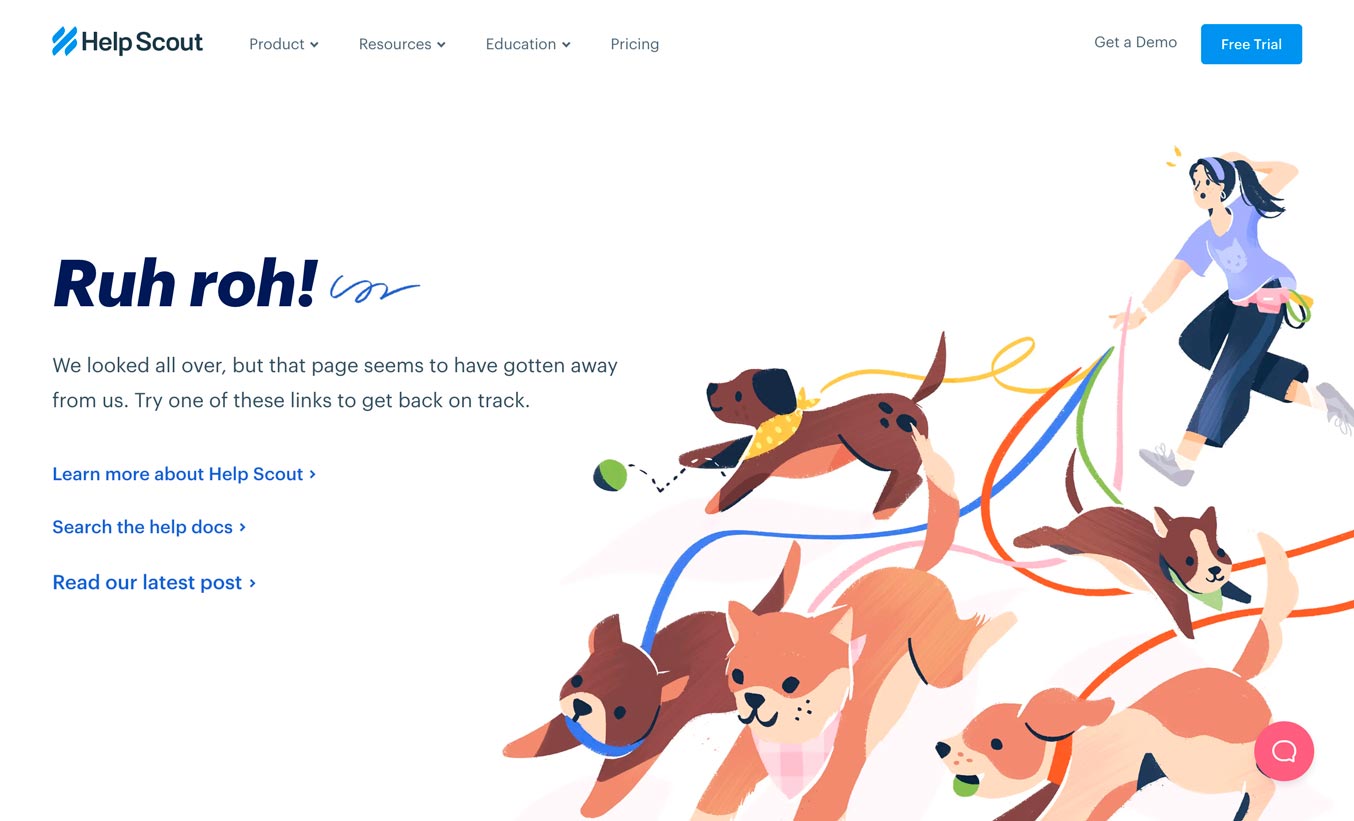 Help Scout
Product
Resources
Education
Pricing
Get a Demo
Free Trial
Ruh roh!
We looked all over, but that page seems to have gotten away
from us. Try one of these links to get back on track.
Learn more about Help Scout ›
Search the help docs ›
Read our latest post ›